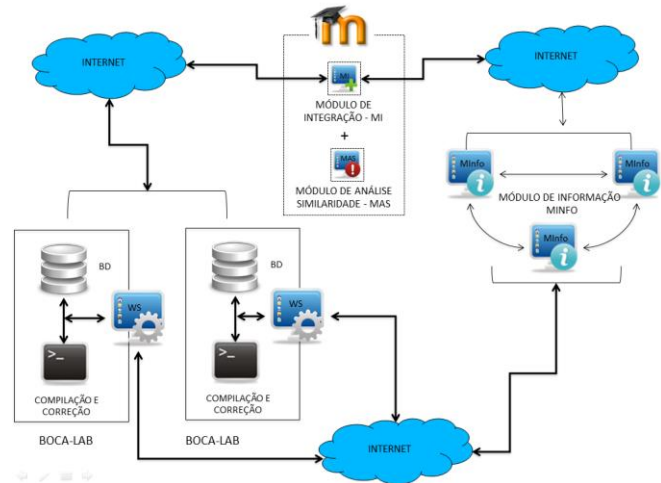 INTERNET
m
INTERNET
MI
MÓDULO DE
INTEGRAÇÃO - MI
+
MAS
MÓDULO DE ANÁLISE
SIMILARIDADE - MAS
MInfo
MInfo
MÓDULO DE INFORMAÇÃO
MINFO
MInfo
BD
WS
>_
COMPILAÇÃO E
CORREÇÃO
BOCA-LAB
BD
WS
>_
COMPILAÇÃO E
CORREÇÃO
BOCA-LAB
INTERNET